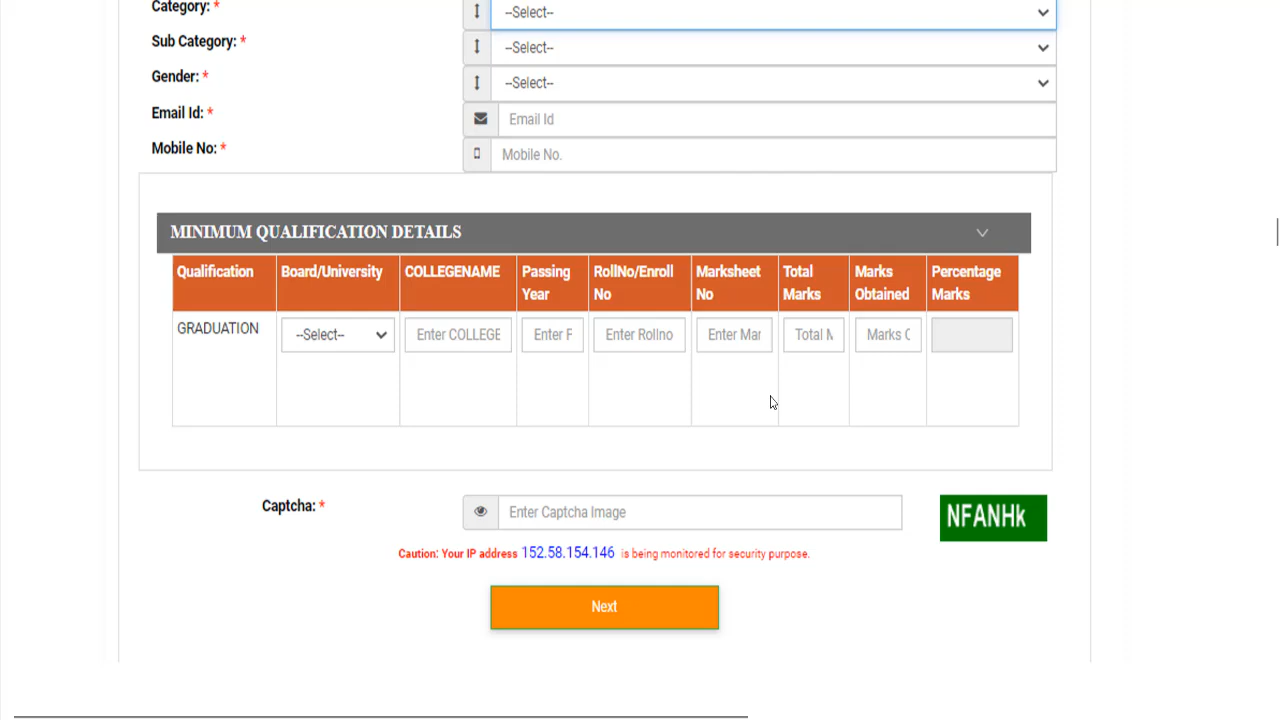 Category: * --Select--
Sub Category: * --Select--
Gender: * --Select--
Email Id: * Email Id
Mobile No: * Mobile No.
MINIMUM QUALIFICATION DETAILS
Qualification Board/University COLLEGENAME Passing Year RollNo/Enroll No Marksheet No Total Marks Marks Obtained Percentage Marks
GRADUATION --Select-- Enter COLLEGE Enter F Enter Rollno Enter Mar Total M Marks C
Captcha: * Enter Captcha Image NFANHk
Caution: Your IP address 152.58.154.146 is being monitored for security purpose.
Next